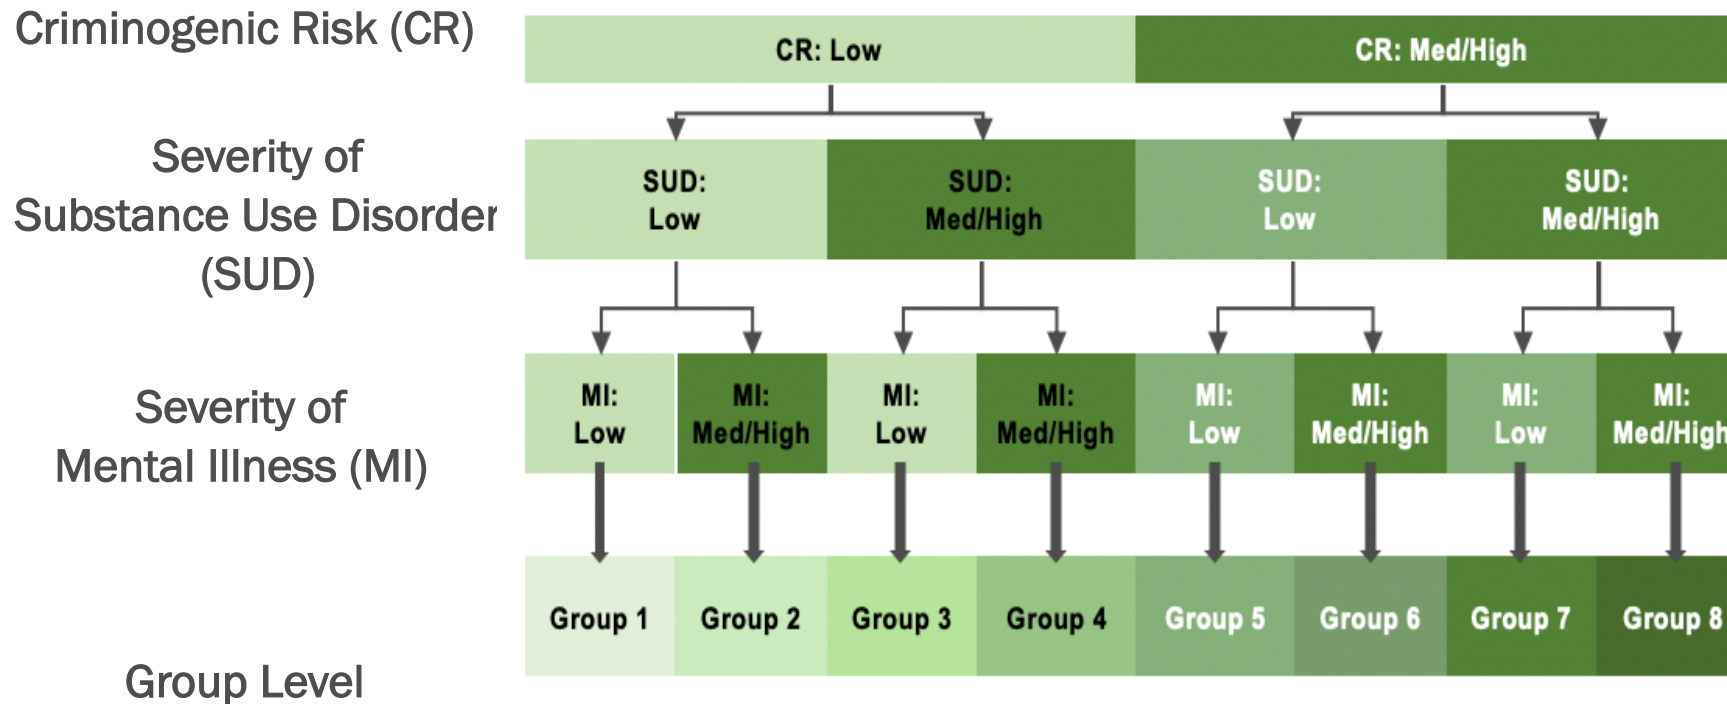 Criminogenic Risk (CR)
CR: Low
CR: Med/High
Severity of
Substance Use Disorder
(SUD)
SUD:
Low
SUD:
Med/High
SUD:
Low
SUD:
Med/High
Severity of
Mental Illness (MI)
MI:
Low
MI:
Med/High
MI:
Low
MI:
Med/High
MI:
Low
MI:
Med/High
MI:
Low
MI:
Med/High
Group Level
Group 1
Group 2
Group 3
Group 4
Group 5
Group 6
Group 7
Group 8